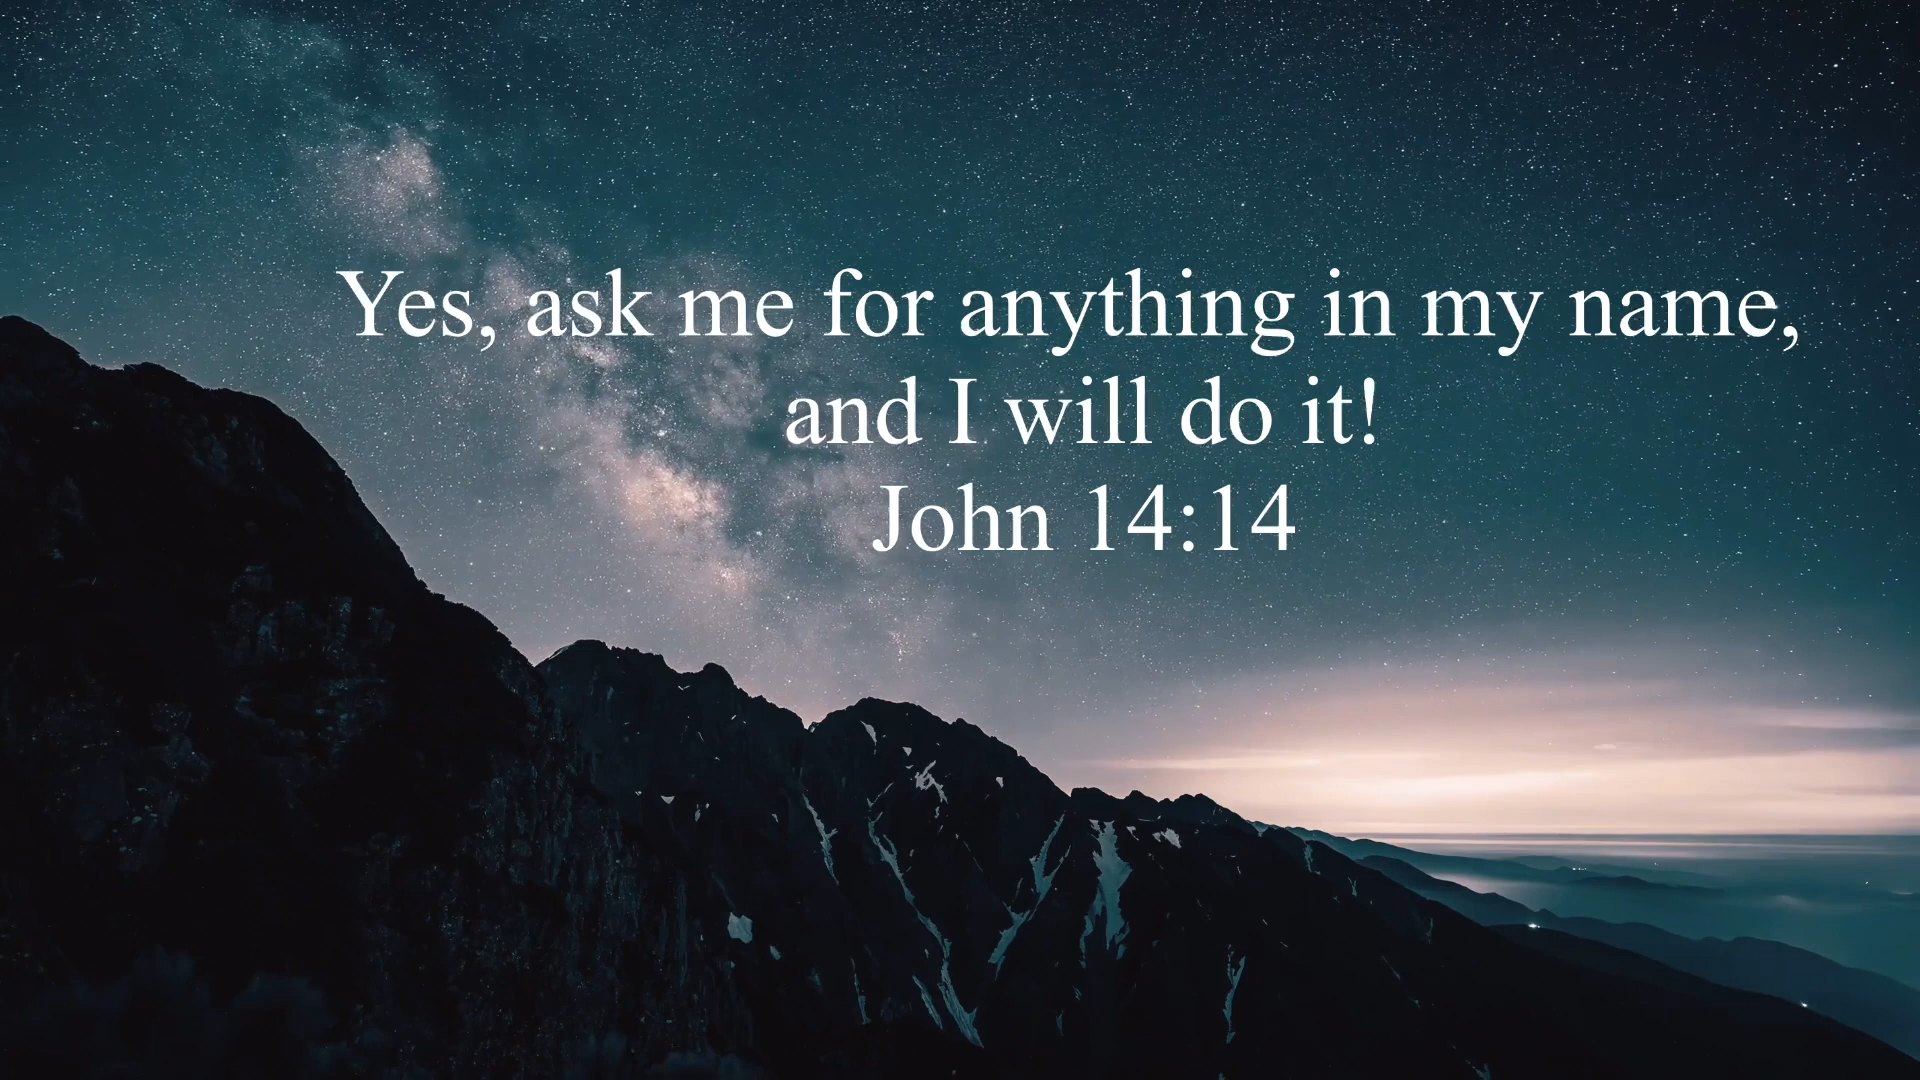 Yes, ask me for anything in my name,
and I will do it!
John 14:14